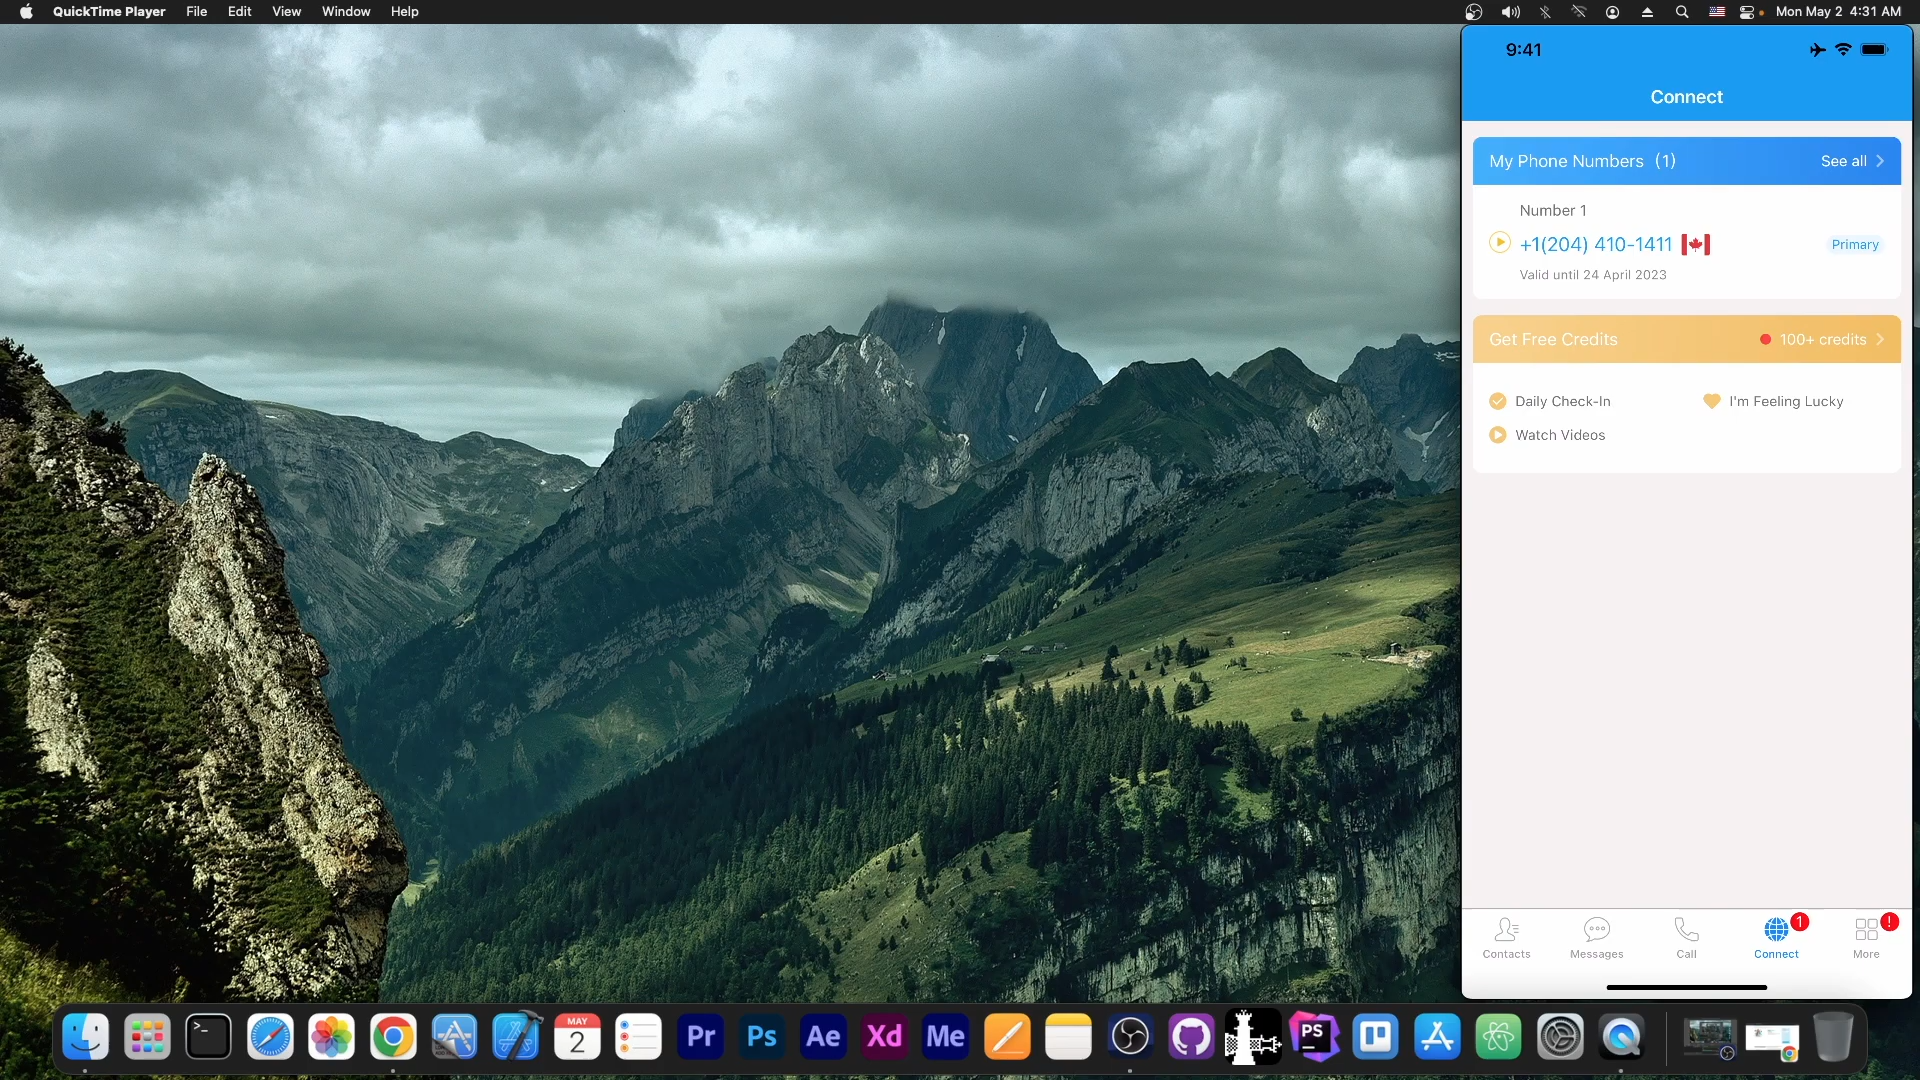 QuickTime Player File Edit View Window Help
Mon May 2 4:31 AM
9:41
Connect
My Phone Numbers (1)
See all
Number 1
+1(204) 410-1411
Primary
Valid until 24 April 2023
Get Free Credits
100+ credits
Daily Check-In
I'm Feeling Lucky
Watch Videos
Contacts
Messages
Call
Connect
1
More
!
>_
MAY
2
Pr
Ps
Ae
Xd
Me
PS